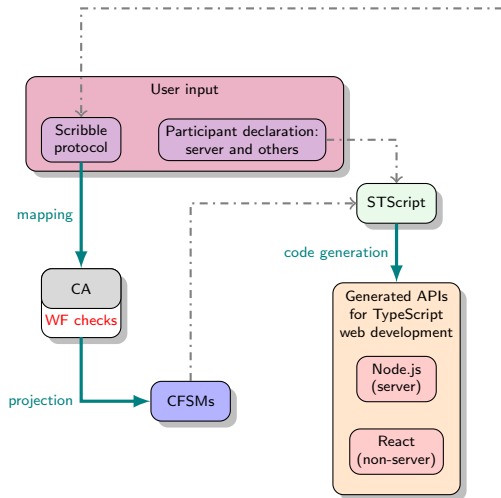 User input
Scribble
protocol
Participant declaration:
server and others
mapping
STScript
CA
WF checks
code generation
Generated APIs
for TypeScript
web development
Node.js
(server)
projection
CFSMs
React
(non-server)